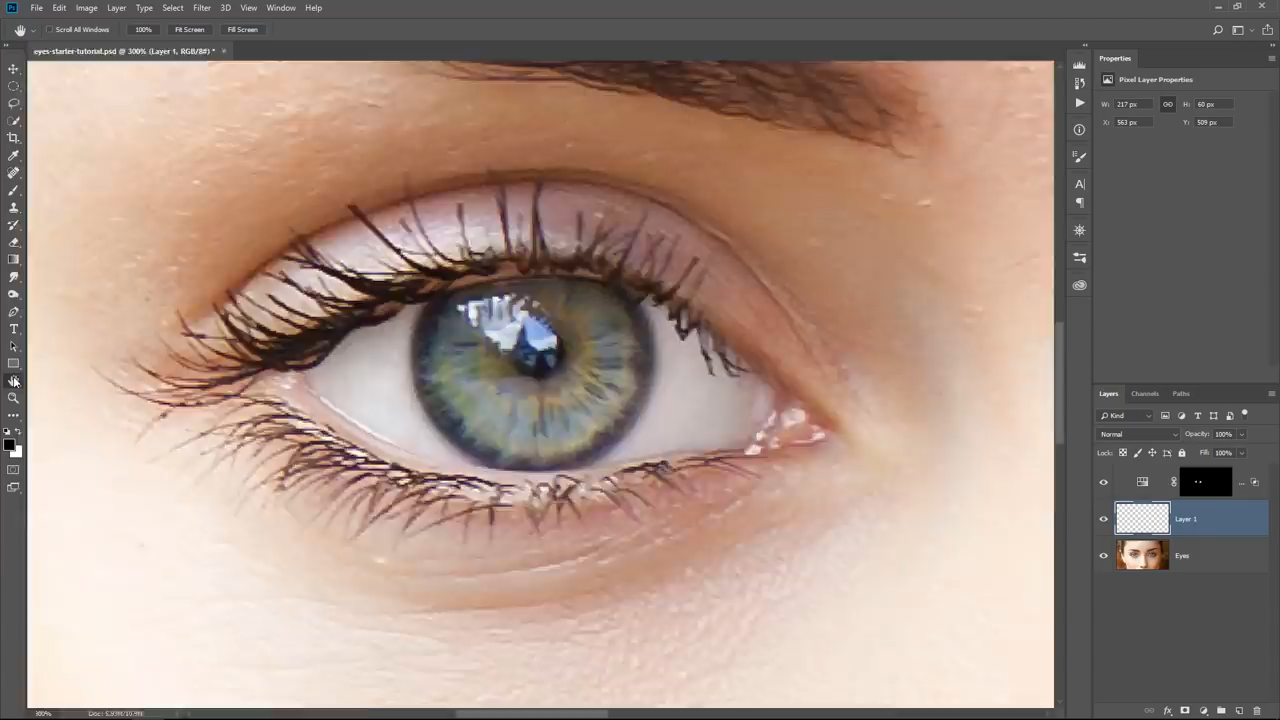 Ps File Edit Image Layer Type Select Filter 3D View Window Help
Scroll All Windows 100% Fit Screen Fill Screen
eyes-starter-tutorial.psd @ 300% (Layer 1, RGB/8#) *
Properties
Pixel Layer Properties
W: 217 px H: 60 px
X: 563 px Y: 509 px
Layers Channels Paths
Kind
Normal Opacity: 100%
Lock: Fill: 100%
Layer 1
Eyes
300%